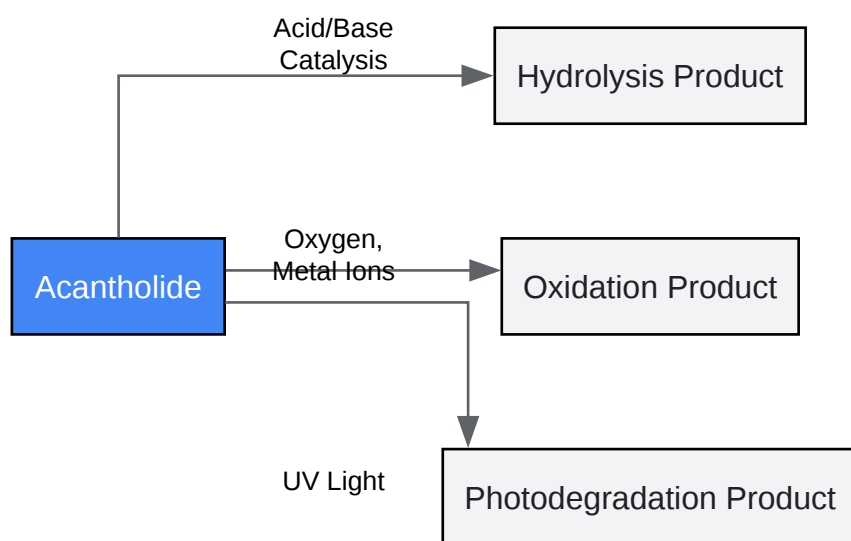 Acid/Base
Catalysis
Hydrolysis Product
Acantholide
Oxygen,
Metal Ions
Oxidation Product
UV Light
Photodegradation Product